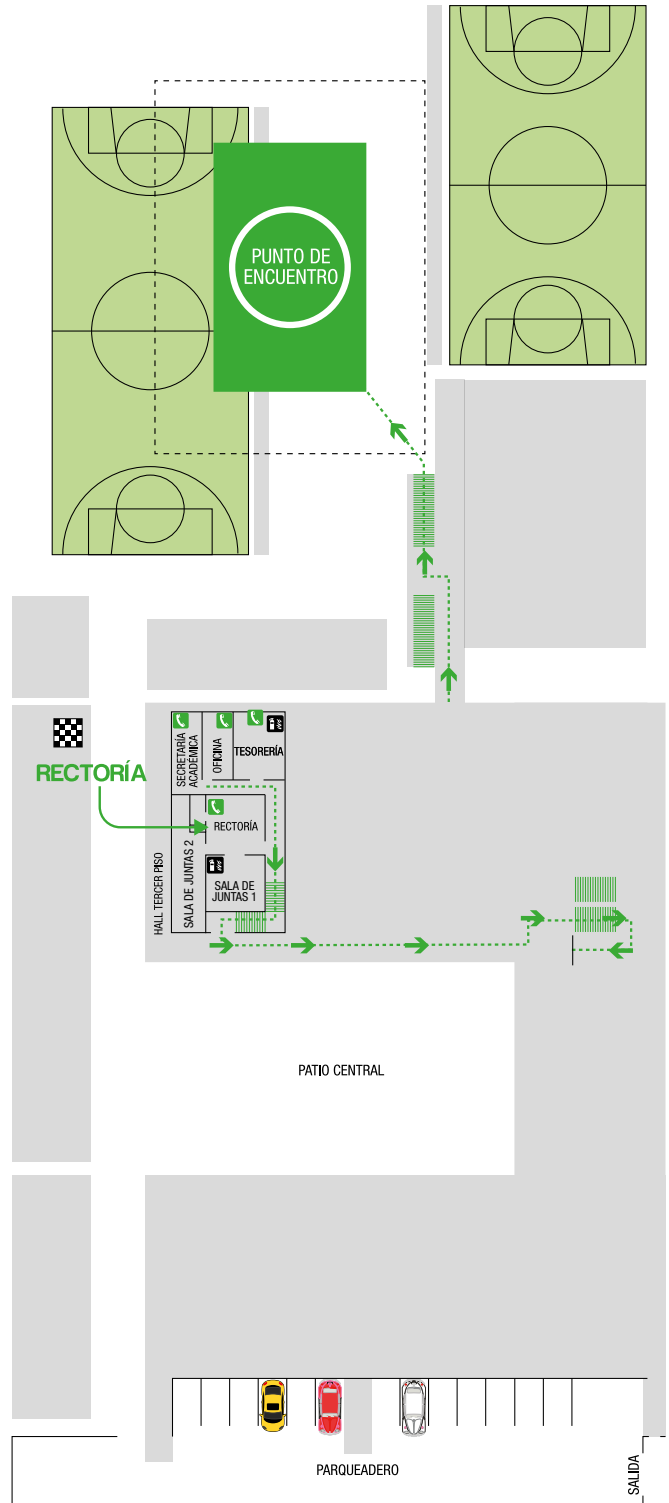 PUNTO DE
ENCUENTRO
RECTORÍA
SECRETARÍA
ACADÉMICA
OFICINA
TESORERÍA
RECTORÍA
SALA DE JUNTAS 2
SALA DE
JUNTAS 1
HALL TERCER PISO
PATIO CENTRAL
PARQUEADERO
SALIDA